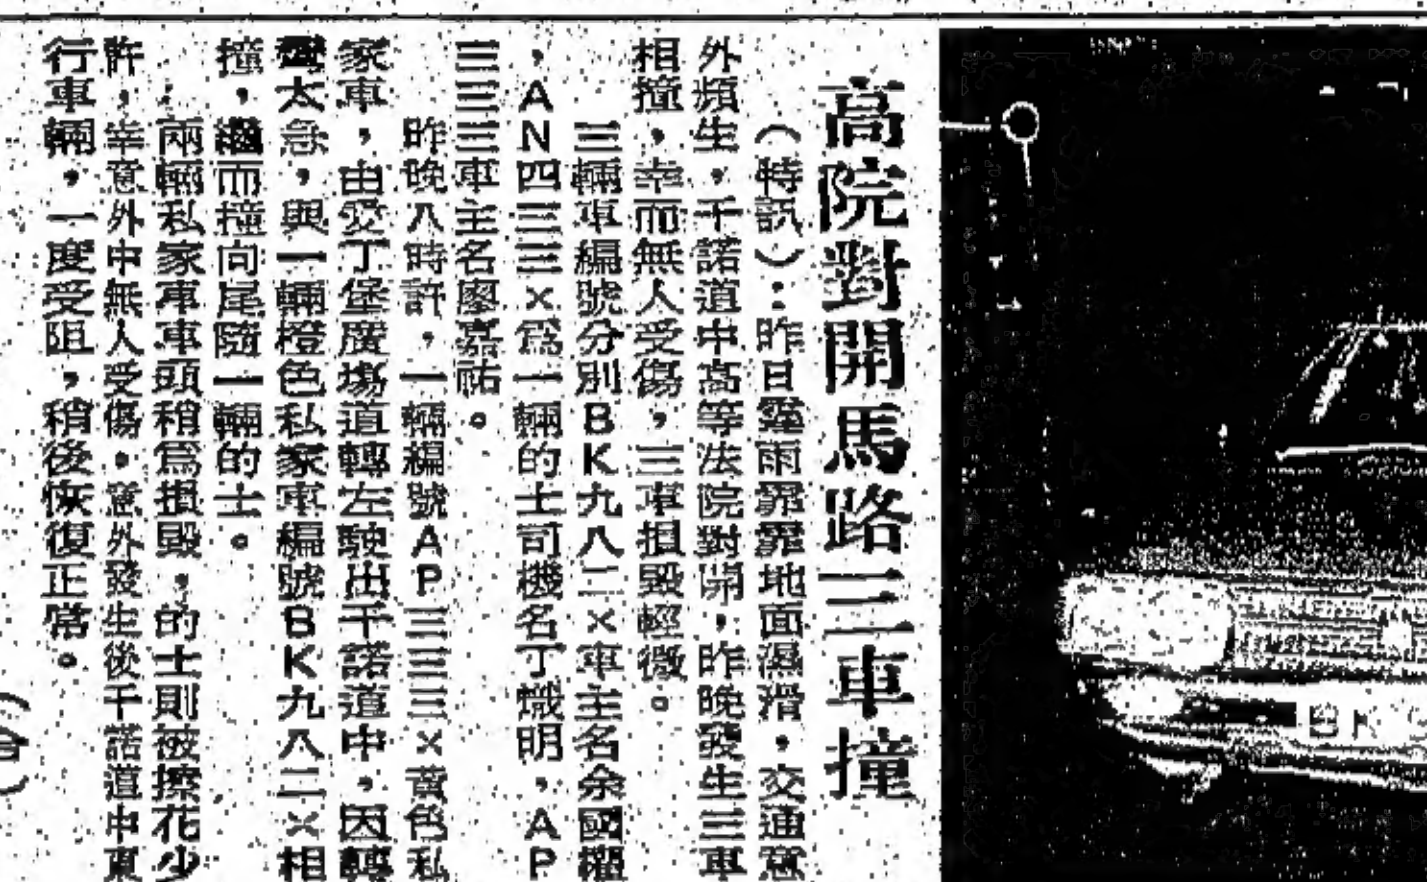 高院對開馬路三車撞
（特訊）：昨日靈雨霏霏地面濕滑，交通意
外頻生，干諾道中高等法院對開，昨晚發生三車
相撞，幸而無人受傷，三車損毀輕微。
三輛車編號分別BK九八二×車主名余國權
，AN四三三×為一輛的士司機名丁熾明，AP
三三三車主名廖嘉祐。
昨晚八時許，一輛編號AP三三三×黃色私
家車，由愛丁堡廣場道轉左駛出干諾道中，因轉
彎太急，與一輛橙色私家車編號BK九八二×相
撞，繼而撞向尾隨一輛的士。
兩輛私家車車頭稍為損毀，的士則被擦花少
許，幸意外中無人受傷。意外發生後干諾道中東
行車輛，一度受阻，稍後恢復正常。
BK